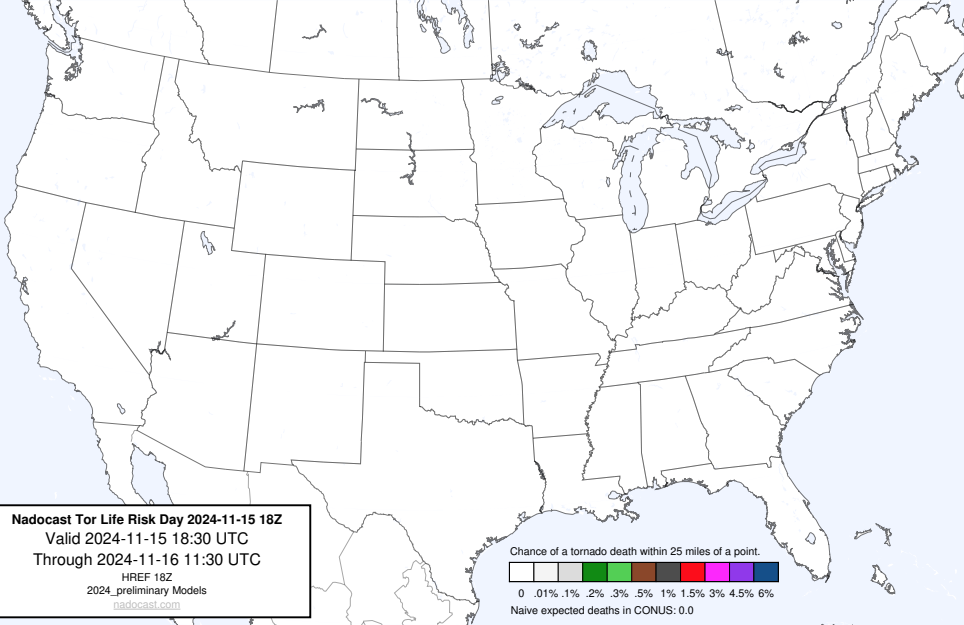 Nadocast Tor Life Risk Day 2024-11-15 18Z
Valid 2024-11-15 18:30 UTC
Through 2024-11-16 11:30 UTC
HREF 18Z
2024_preliminary Models
nadocast.com
Chance of a tornado death within 25 miles of a point.
0 .01% .1% .2% .3% .5% 1% 1.5% 3% 4.5% 6%
Naive expected deaths in CONUS: 0.0